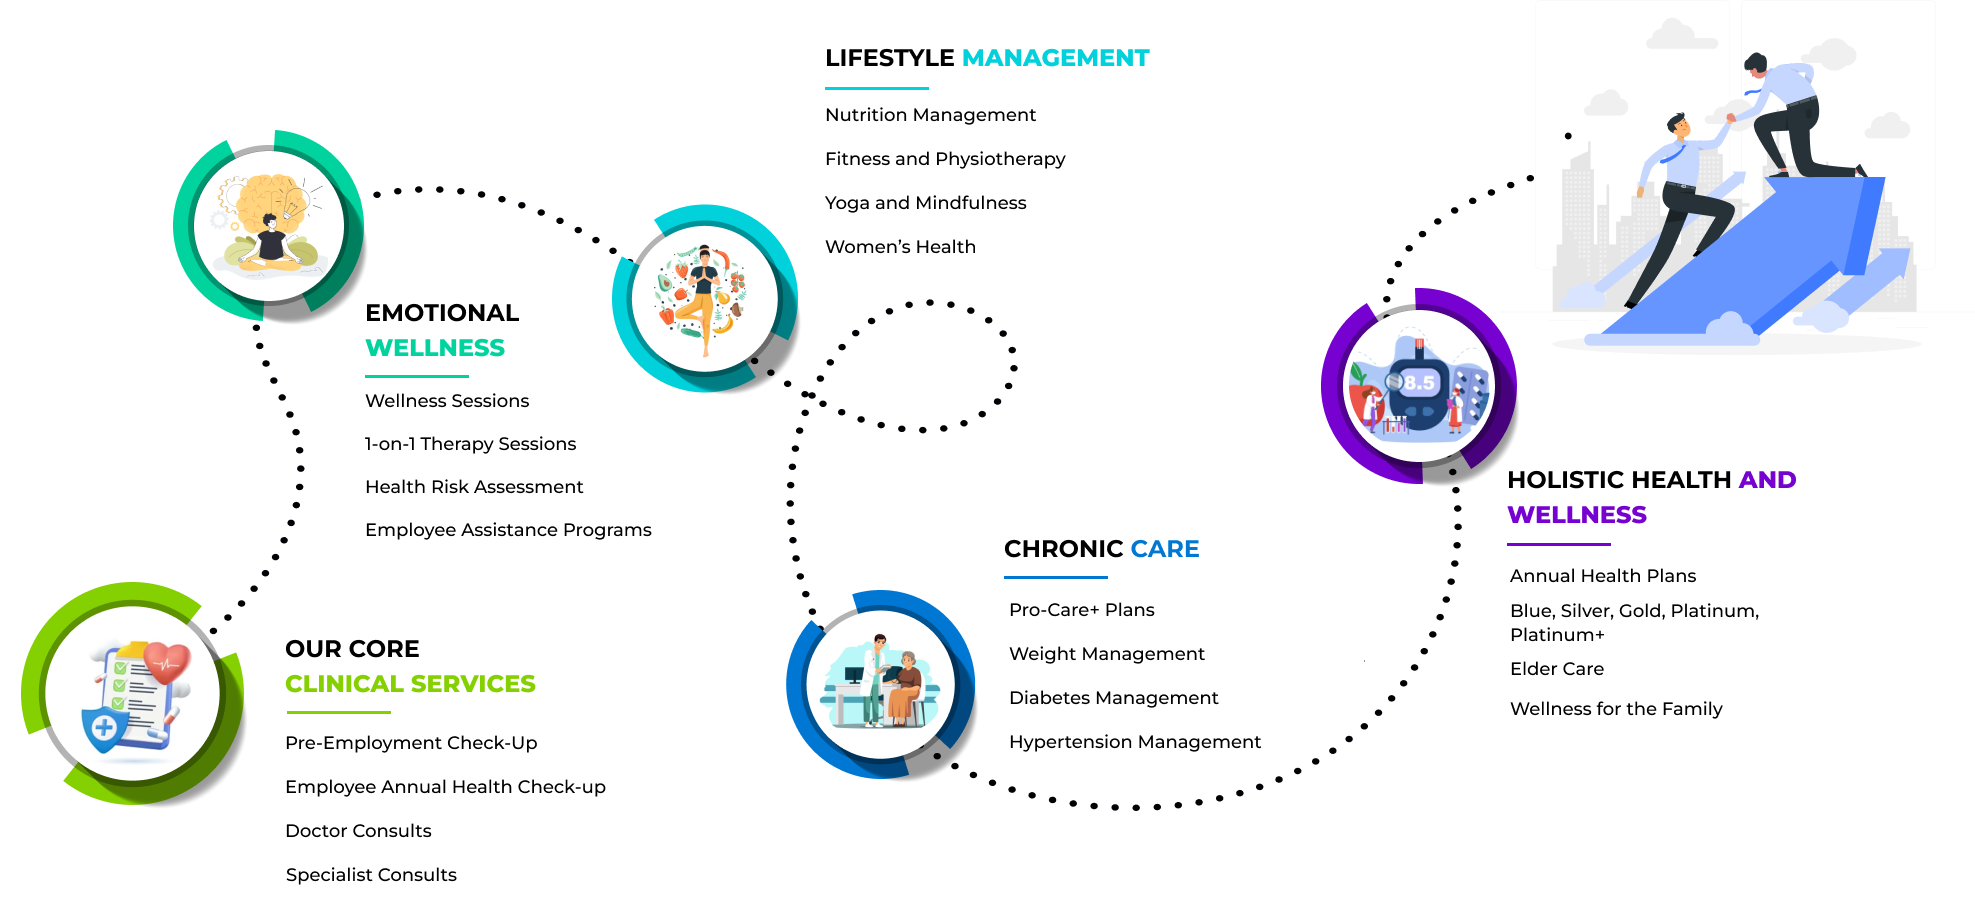 LIFESTYLE MANAGEMENT
Nutrition Management
Fitness and Physiotherapy
Yoga and Mindfulness
Women’s Health
EMOTIONAL
WELLNESS
Wellness Sessions
1-on-1 Therapy Sessions
Health Risk Assessment
Employee Assistance Programs
OUR CORE
CLINICAL SERVICES
Pre-Employment Check-Up
Employee Annual Health Check-up
Doctor Consults
Specialist Consults
CHRONIC CARE
Pro-Care+ Plans
Weight Management
Diabetes Management
Hypertension Management
8.5
HOLISTIC HEALTH AND
WELLNESS
Annual Health Plans
Blue, Silver, Gold, Platinum,
Platinum+
Elder Care
Wellness for the Family